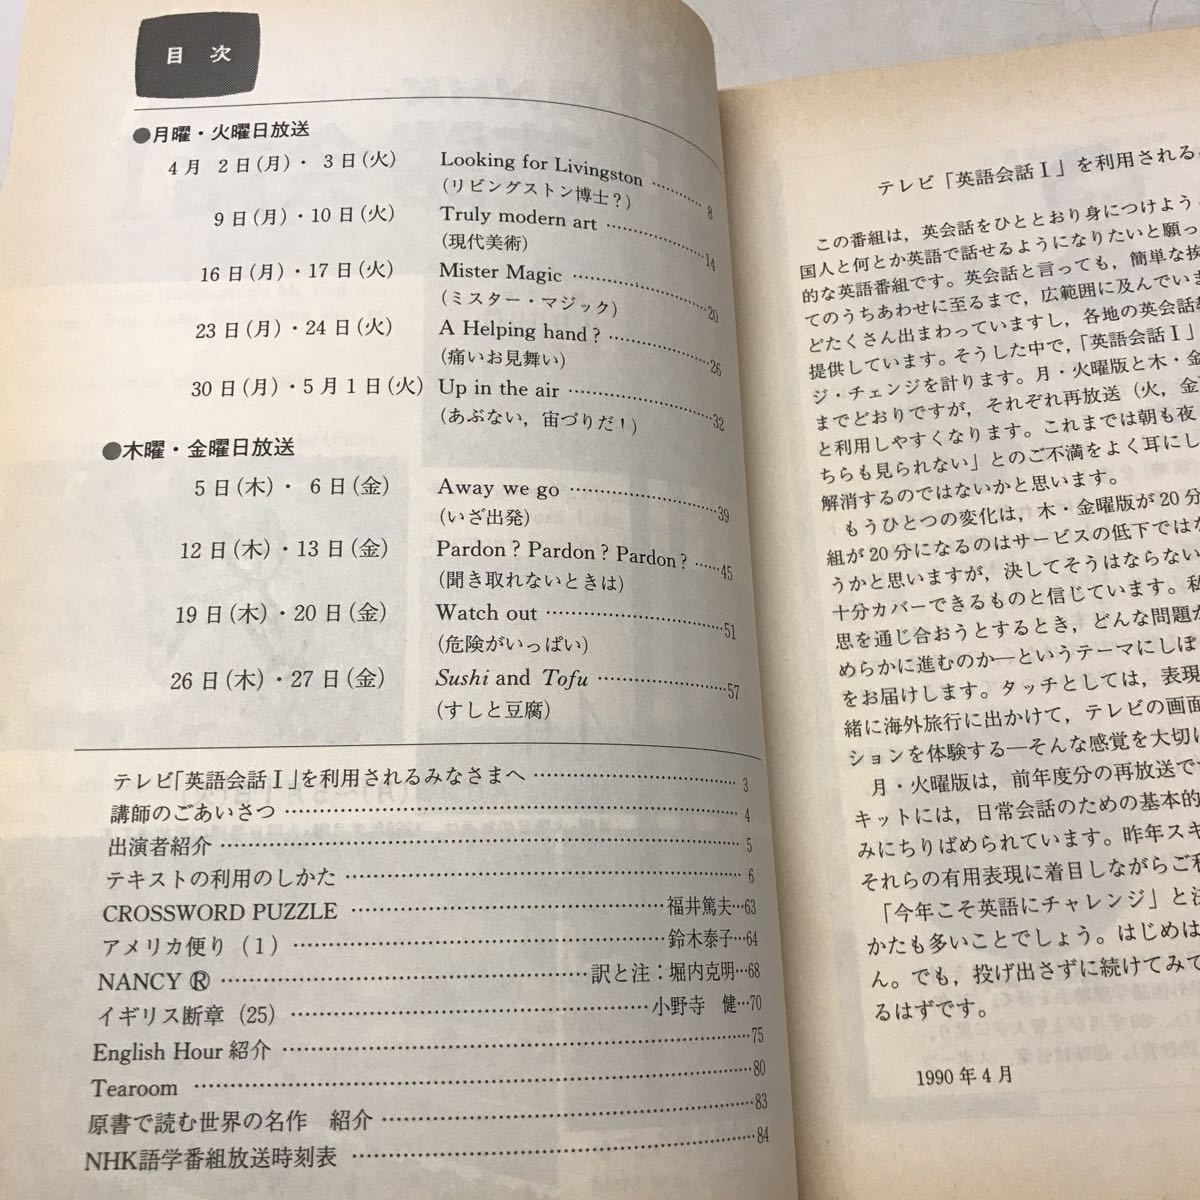 目 次
●月曜・火曜日放送
4月 2日(月)・ 3日(火) Looking for Livingston ………… 8
(リビングストン博士?)
9日(月)・10日(火) Truly modern art ………… 14
(現代美術)
16日(月)・17日(火) Mister Magic ………… 20
(ミスター・マジック)
23日(月)・24日(火) A Helping hand? ………… 26
(痛いお見舞い)
30日(月)・5月1日(火) Up in the air ………… 32
(あぶない,宙づりだ!)
●木曜・金曜日放送
5日(木)・ 6日(金) Away we go ………… 39
(いざ出発)
12日(木)・13日(金) Pardon? Pardon? Pardon? ……45
(聞き取れないときは)
19日(木)・20日(金) Watch out ………… 51
(危険がいっぱい)
26日(木)・27日(金) Sushi and Tofu ………… 57
(すしと豆腐)
テレビ「英語会話Ⅰ」を利用されるみなさまへ ………… 3
講師のごあいさつ ………… 4
出演者紹介 ………… 5
テキストの利用のしかた ………… 6
CROSSWORD PUZZLE ………… 福井篤夫…63
アメリカ便り(1) ………… 鈴木泰子…64
NANCY Ⓡ ………… 訳と注:堀内克明…68
イギリス断章(25) ………… 小野寺 健…70
English Hour紹介 ………… 75
Tearoom ………… 80
原書で読む世界の名作 紹介 ………… 83
NHK語学番組放送時刻表 ………… 84
テレビ「英語会話Ⅰ」を利用される
この番組は,英会話をひととおり身につけよう
国人と何とか英語で話せるようになりたいと願っ
的な英語番組です。英会話と言っても,簡単な挨
てのうちあわせに至るまで,広範囲に及んでいま
どたくさん出まわっていますし,各地の英会話
提供しています。そうした中で,「英語会話Ⅰ」
ジ・チェンジを計ります。月・火曜版と木・金
までどおりですが,それぞれ再放送(火,金
と利用しやすくなります。これまでは朝も夜
ちらも見られない」とのご不満をよく耳にし
解消するのではないかと思います。
もうひとつの変化は,木・金曜版が20分
組が20分になるのはサービスの低下ではな
うかと思いますが,決してそうはならない
十分カバーできるものと信じています。私
思を通じ合おうとするとき,どんな問題が
めらかに進むのか―というテーマにしぼ
をお届けします。タッチとしては,表現
緒に海外旅行に出かけて,テレビの画面
ションを体験する―そんな感覚を大切に
月・火曜版は,前年度分の再放送で
キットには,日常会話のための基本的
みにちりばめられています。昨年スキ
それらの有用表現に着目しながらご利
「今年こそ英語にチャレンジ」と
かたも多いことでしょう。はじめは
ん。でも,投げ出さずに続けてみて
るはずです。
1990年4月